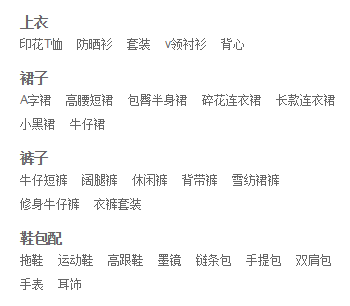 上衣
印花T恤 防晒衫 套装 v领衬衫 背心
裙子
A字裙 高腰短裙 包臀半身裙 碎花连衣裙 长款连衣裙
小黑裙 牛仔裙
裤子
牛仔短裤 阔腿裤 休闲裤 背带裤 雪纺裙裤
修身牛仔裤 衣裤套装
鞋包配
拖鞋 运动鞋 高跟鞋 墨镜 链条包 手提包 双肩包
手表 耳饰